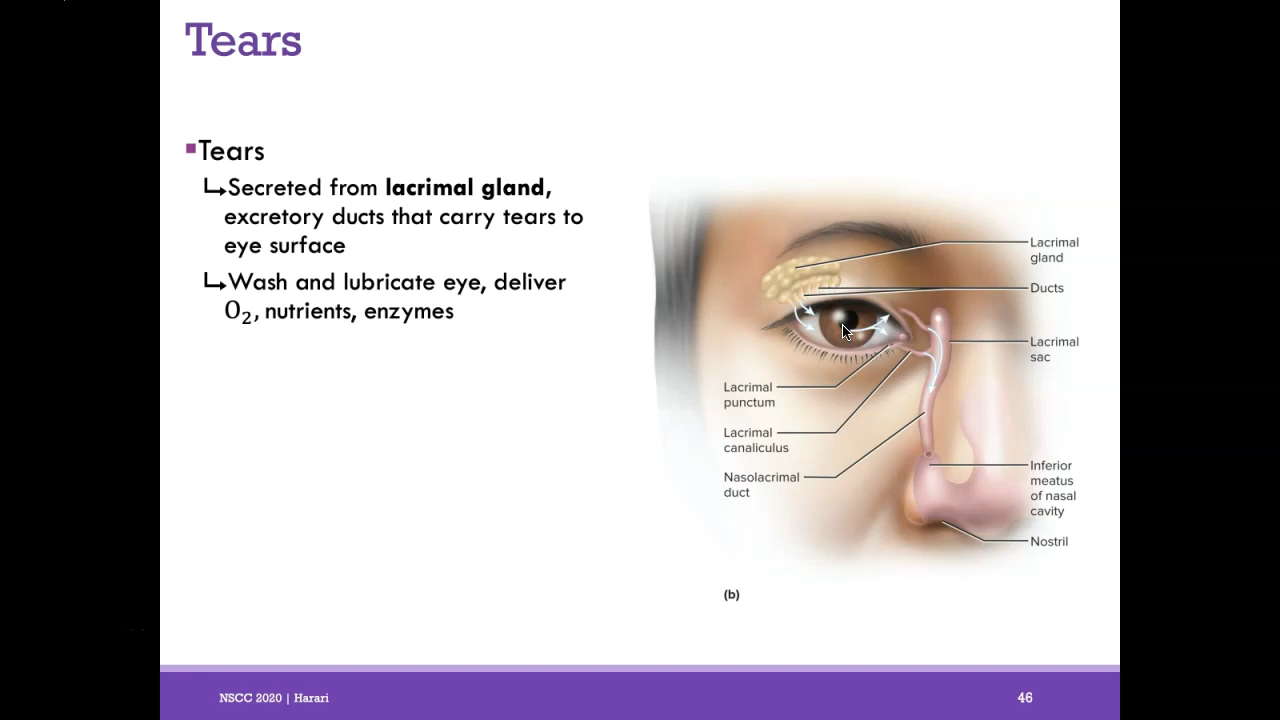 Tears
Tears
Secreted from lacrimal gland,
excretory ducts that carry tears to
eye surface
Wash and lubricate eye, deliver
O₂, nutrients, enzymes
Lacrimal
gland
Ducts
Lacrimal
sac
Lacrimal
punctum
Lacrimal
canaliculus
Nasolacrimal
duct
Inferior
meatus
of nasal
cavity
Nostril
(b)
NSCC 2020 | Harari
46